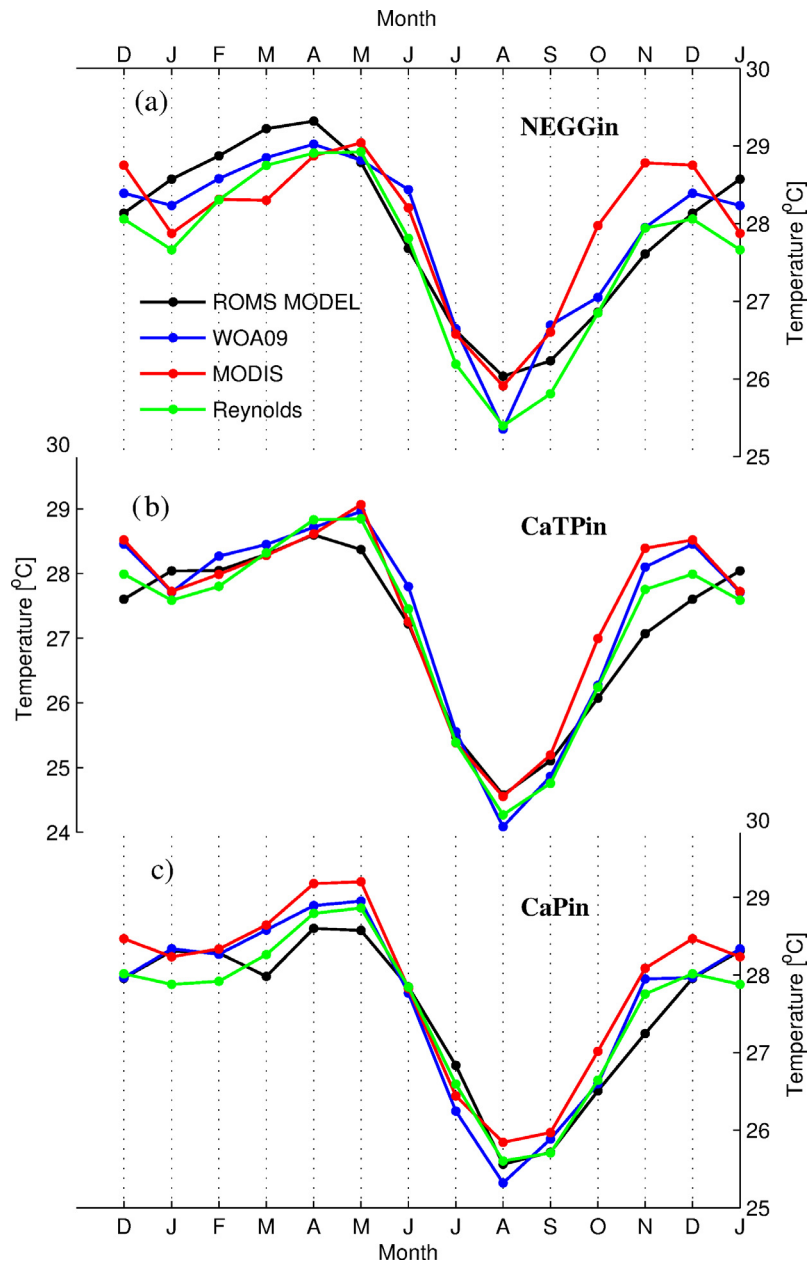 Month
D J F M A M J J A S O N D J
30
(a)
NEGGin
29
28
27
26
25
Temperature [°C]
ROMS MODEL
WOA09
MODIS
Reynolds
30
(b)
CaTPin
29
28
27
26
25
24
Temperature [°C]
30
c)
CaPin
29
28
27
26
25
Temperature [°C]
D J F M A M J J A S O N D J
Month